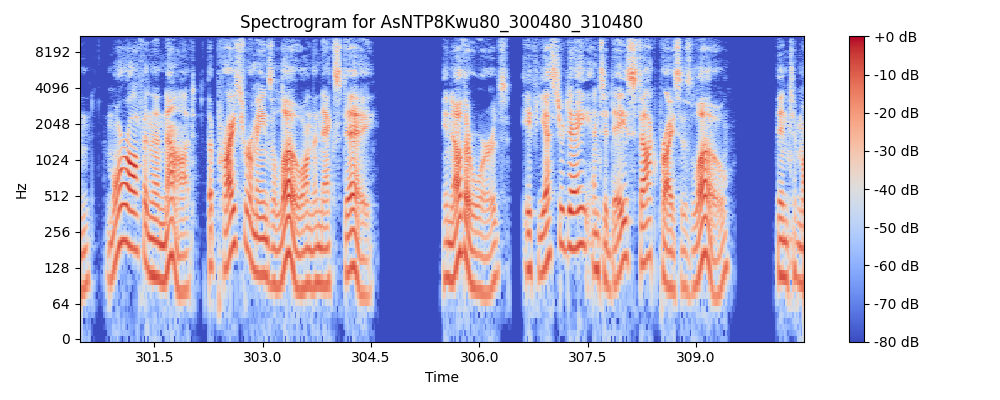 Spectrogram for AsNTP8Kwu80_300480_310480
Hz
8192
4096
2048
1024
512
256
128
64
0
301.5 303.0 304.5 306.0 307.5 309.0
Time
+0 dB
-10 dB
-20 dB
-30 dB
-40 dB
-50 dB
-60 dB
-70 dB
-80 dB